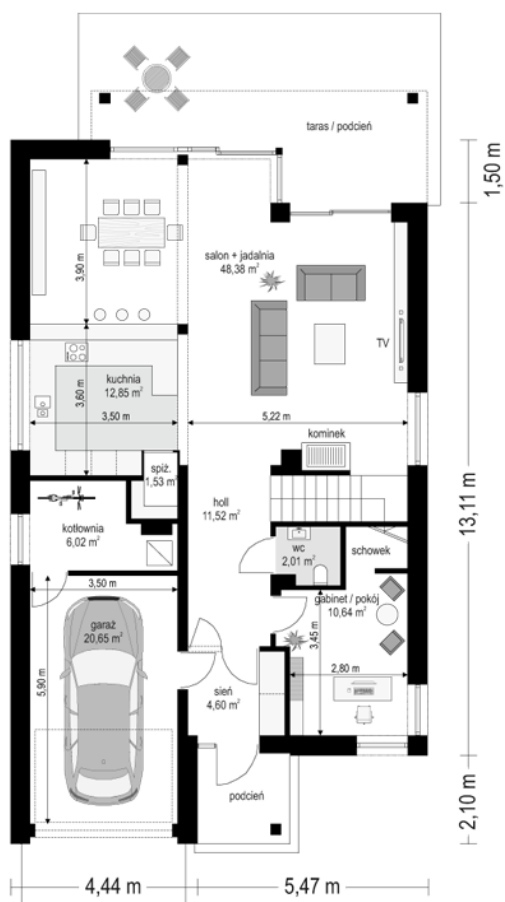 taras / podcień
1,50 m
salon + jadalnia
48,38 m²
3,90 m
TV
kuchnia
12,85 m²
3,60 m
3,50 m
5,22 m
kominek
spiż.
1,53 m²
holl
11,52 m²
13,11 m
kotłownia
6,02 m²
wc
2,01 m²
schowek
3,50 m
gabinet / pokój
10,64 m²
garaż
20,65 m²
3,45 m
2,80 m
5,90 m
sień
4,60 m²
podcień
2,10 m
4,44 m
5,47 m